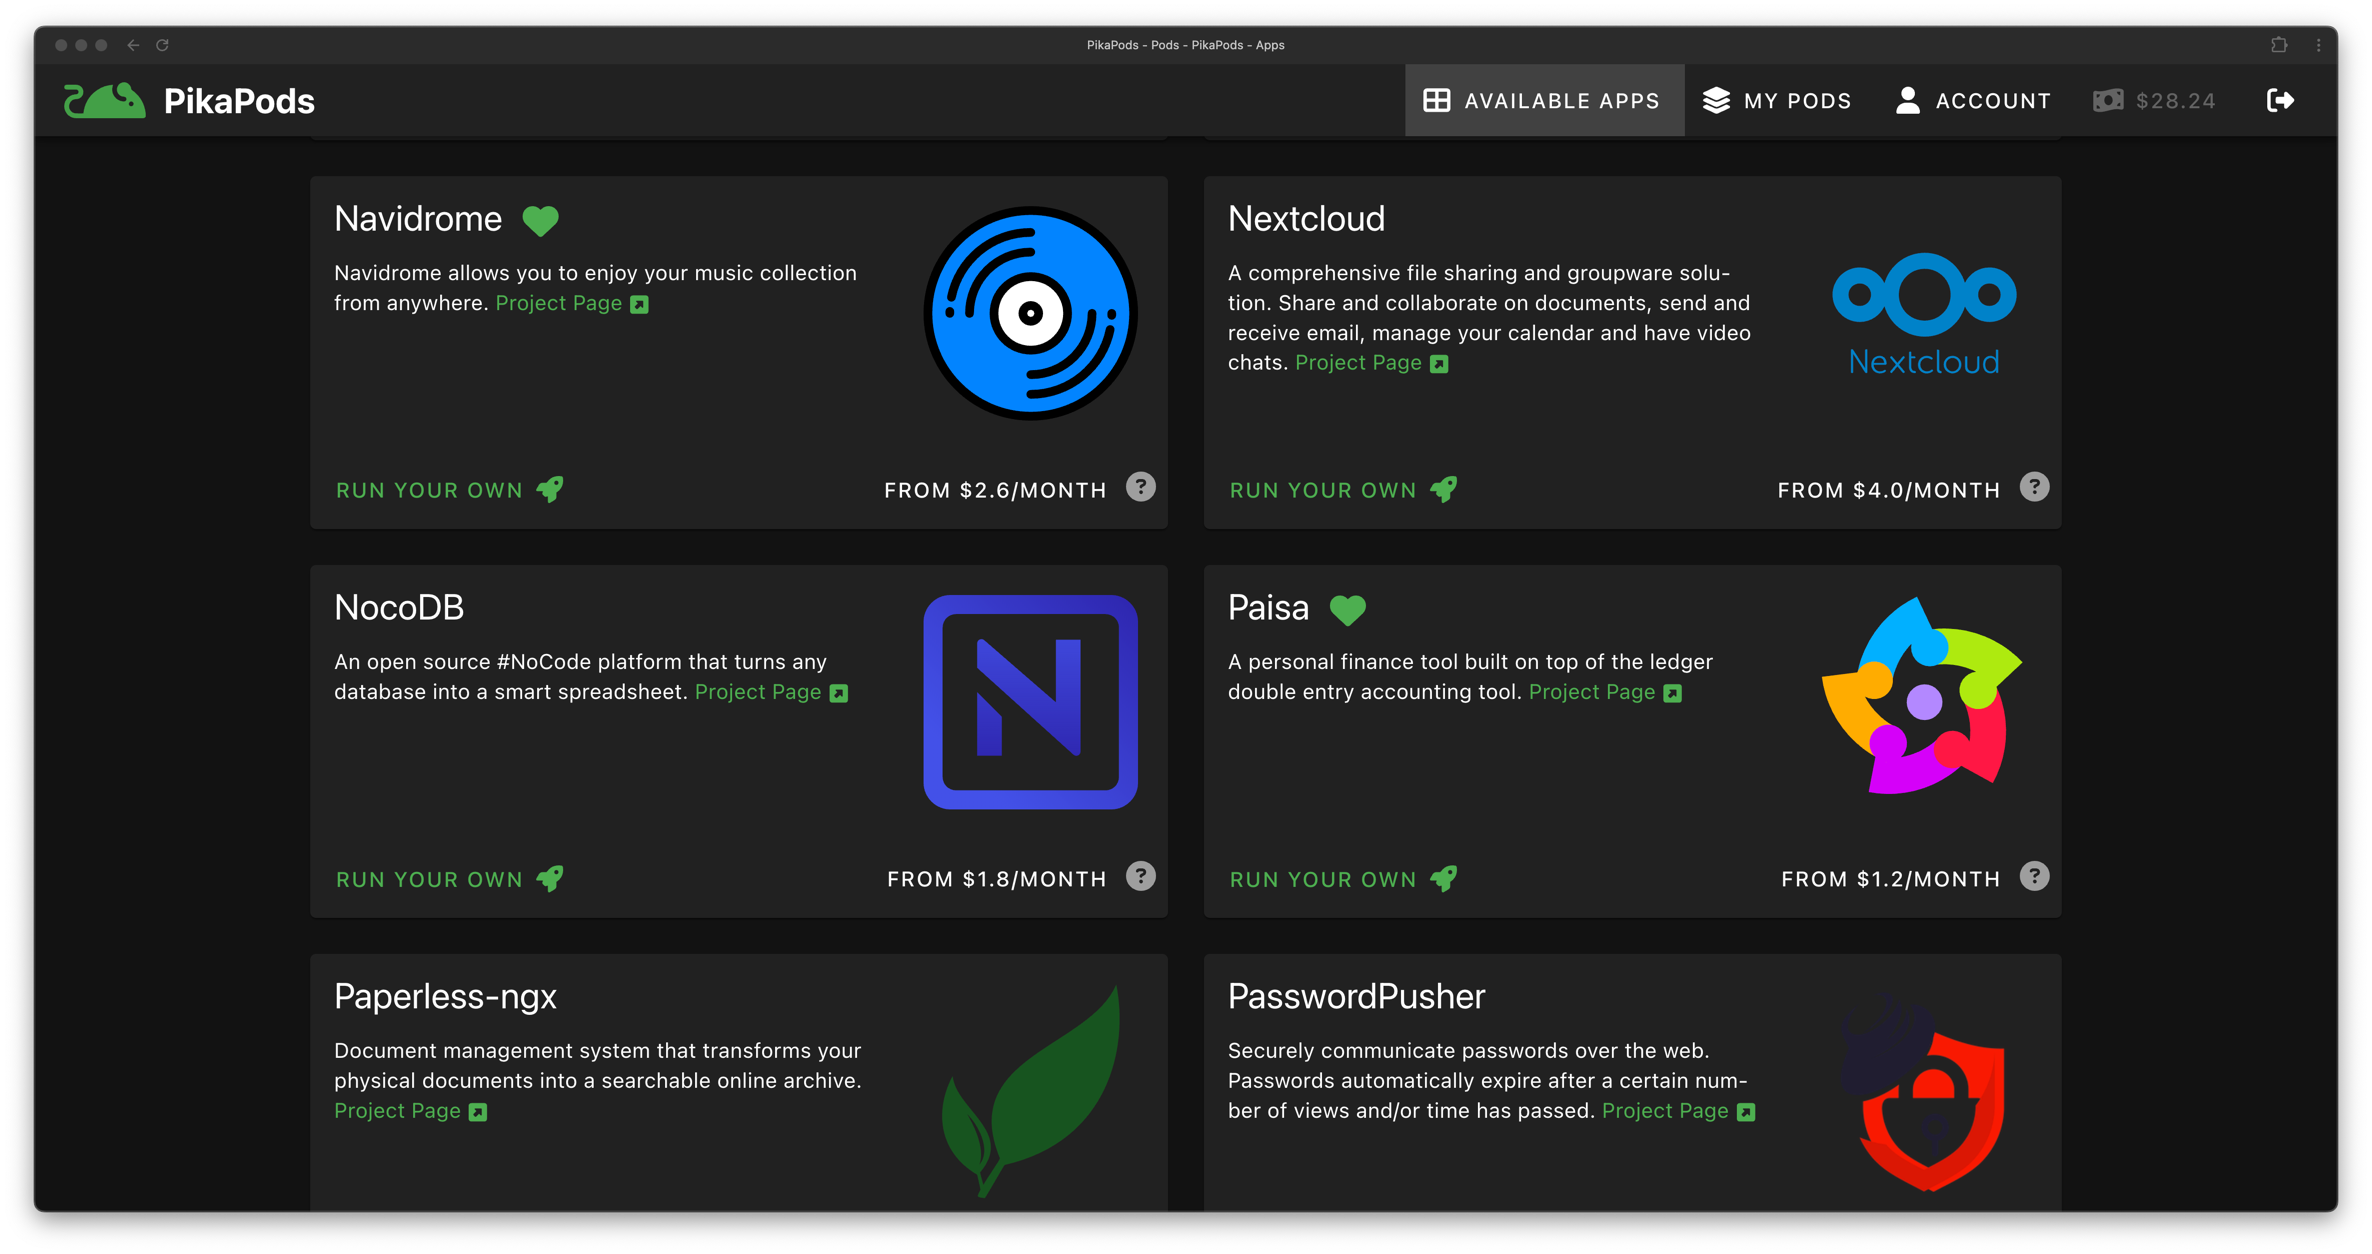 PikaPods - Pods - PikaPods - Apps
PikaPods
AVAILABLE APPS
MY PODS
ACCOUNT
$28.24
Navidrome
Navidrome allows you to enjoy your music collection
from anywhere. Project Page
RUN YOUR OWN
FROM $2.6/MONTH
?
Nextcloud
A comprehensive file sharing and groupware solu-
tion. Share and collaborate on documents, send and
receive email, manage your calendar and have video
chats. Project Page
Nextcloud
RUN YOUR OWN
FROM $4.0/MONTH
?
NocoDB
An open source #NoCode platform that turns any
database into a smart spreadsheet. Project Page
N
RUN YOUR OWN
FROM $1.8/MONTH
?
Paisa
A personal finance tool built on top of the ledger
double entry accounting tool. Project Page
RUN YOUR OWN
FROM $1.2/MONTH
?
Paperless-ngx
Document management system that transforms your
physical documents into a searchable online archive.
Project Page
PasswordPusher
Securely communicate passwords over the web.
Passwords automatically expire after a certain num-
ber of views and/or time has passed. Project Page